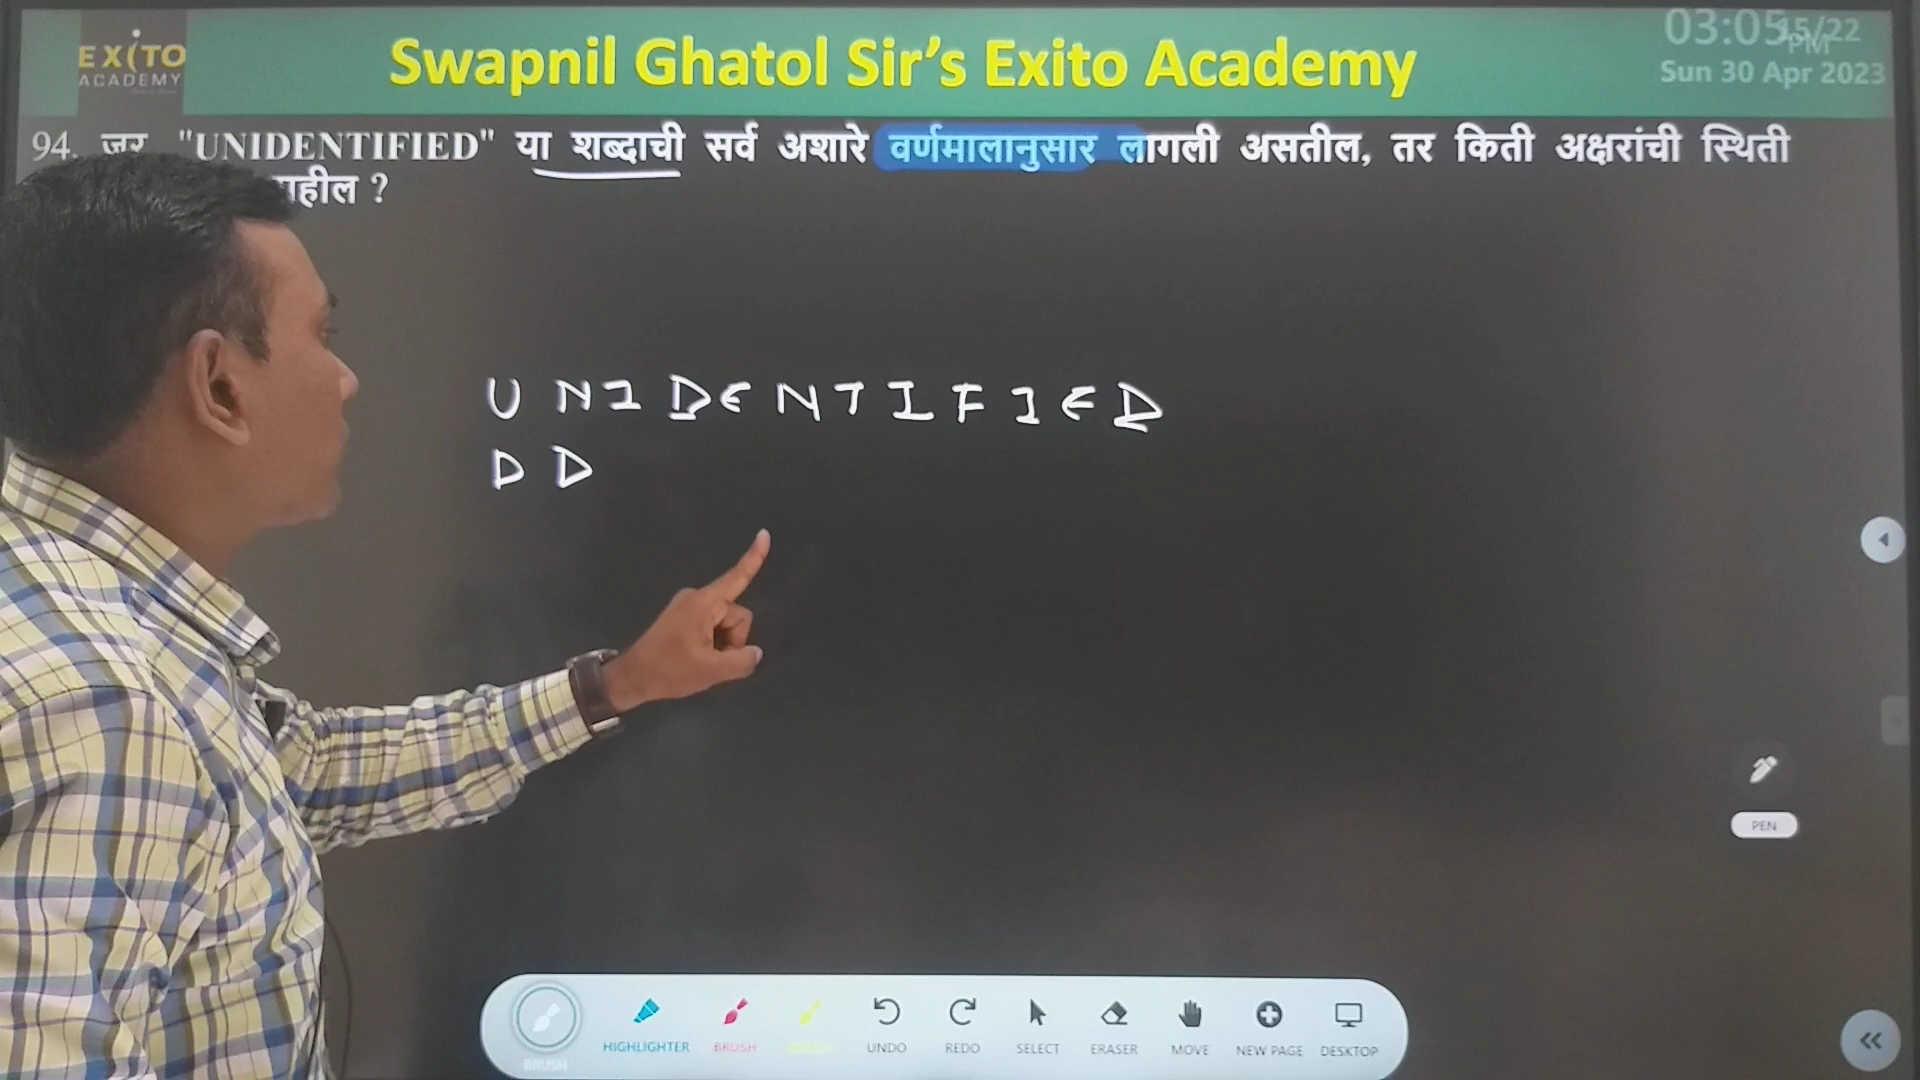 EXITO
ACADEMY
Swapnil Ghatol Sir's Exito Academy
03:05
PM
15/22
Sun 30 Apr 2023
94. जर "UNIDENTIFIED" या शब्दाची सर्व अशारे वर्णमालानुसार लागली असतील, तर किती अक्षरांची स्थिती
?
U N I D E N T I F I E D
D D
PEN
BRUSH
HIGHLIGHTER
BRUSH
UNDO
REDO
SELECT
ERASER
MOVE
NEW PAGE
DESKTOP